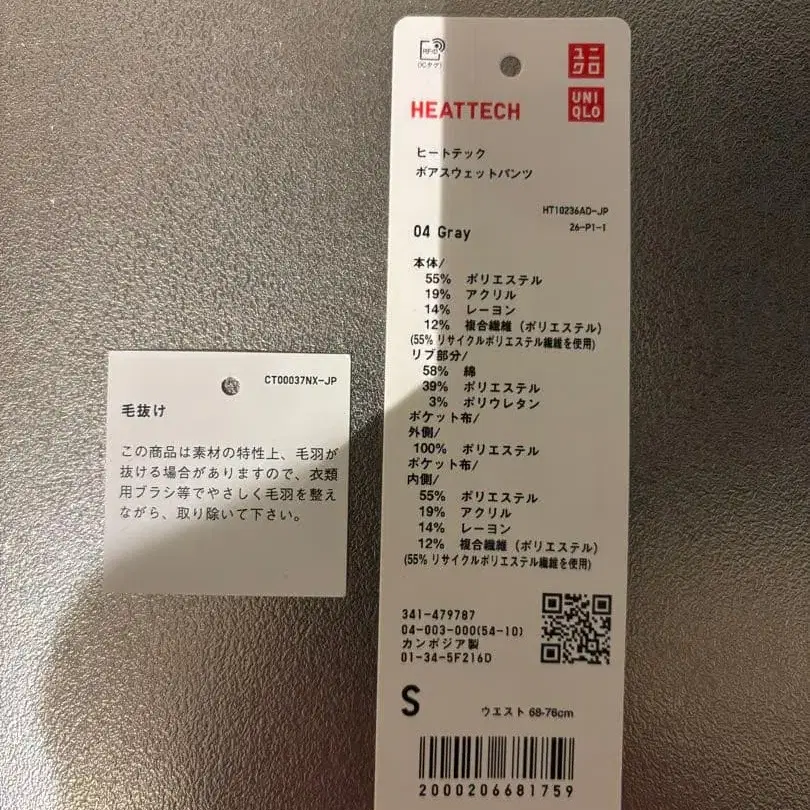 RFID
(ICタグ)
ユニクロ
UNIQLO
HEATTECH
ヒートテック
ボアスウェットパンツ
HT10236AD-JP
26-P1-I
04 Gray
本体/
55% ポリエステル
19% アクリル
14% レーヨン
12% 複合繊維(ポリエステル)
(55% リサイクルポリエステル繊維を使用)
リブ部分/
58% 綿
39% ポリエステル
3% ポリウレタン
ポケット布/
外側/
100% ポリエステル
ポケット布/
内側/
55% ポリエステル
19% アクリル
14% レーヨン
12% 複合繊維(ポリエステル)
(55% リサイクルポリエステル繊維を使用)
341-479787
04-003-000(54-10)
カンボジア製
01-34-5F216D
S ウエスト 68-76cm
2000206681759
CT00037NX-JP
毛抜け
この商品は素材の特性上、毛羽が
抜ける場合がありますので、衣類
用ブラシ等でやさしく毛羽を整え
ながら、取り除いて下さい。